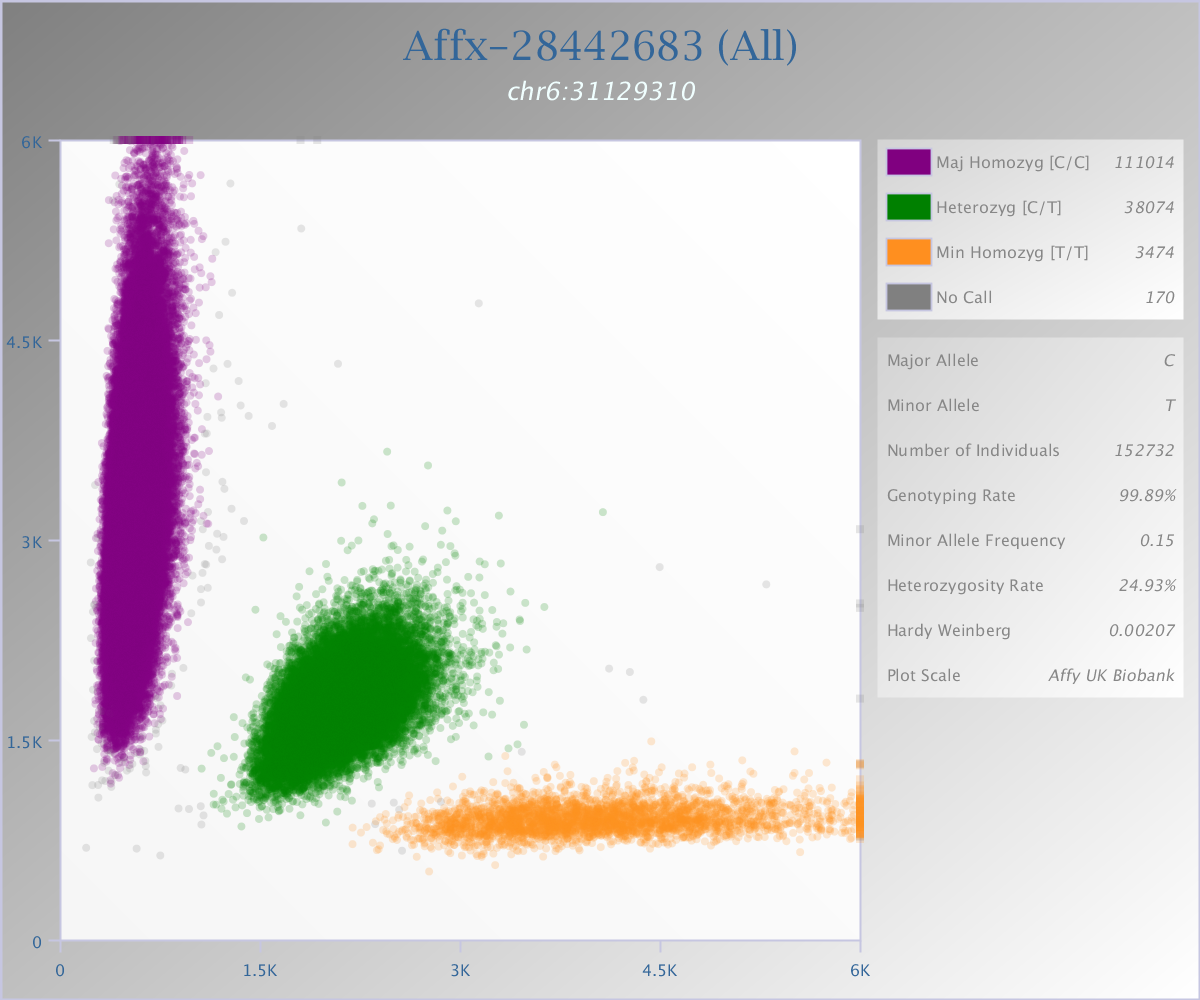 Affx-28442683 (All)
chr6:31129310
6K
4.5K
3K
1.5K
0
0
1.5K
3K
4.5K
6K
Maj Homozyg [C/C] 111014
Heterozyg [C/T] 38074
Min Homozyg [T/T] 3474
No Call 170
Major Allele C
Minor Allele T
Number of Individuals 152732
Genotyping Rate 99.89%
Minor Allele Frequency 0.15
Heterozygosity Rate 24.93%
Hardy Weinberg 0.00207
Plot Scale Affy UK Biobank